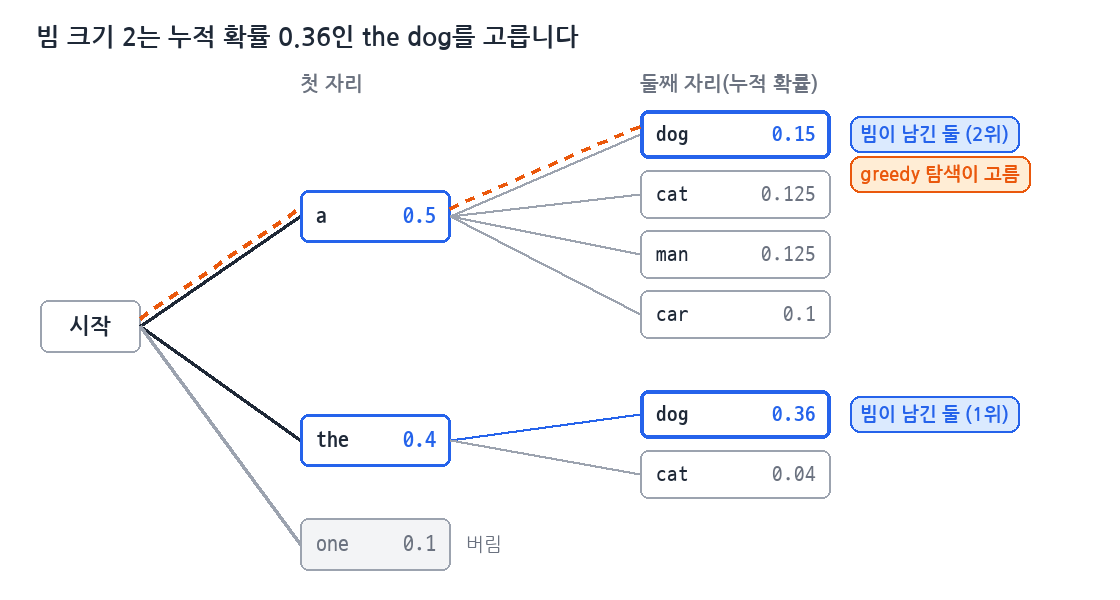 빔 크기 2는 누적 확률 0.36인 the dog를 고릅니다
첫 자리
둘째 자리(누적 확률)
dog 0.15
빔이 남긴 둘 (2위)
greedy 탐색이 고름
cat 0.125
a 0.5
man 0.125
car 0.1
시작
dog 0.36
빔이 남긴 둘 (1위)
the 0.4
cat 0.04
one 0.1
버림